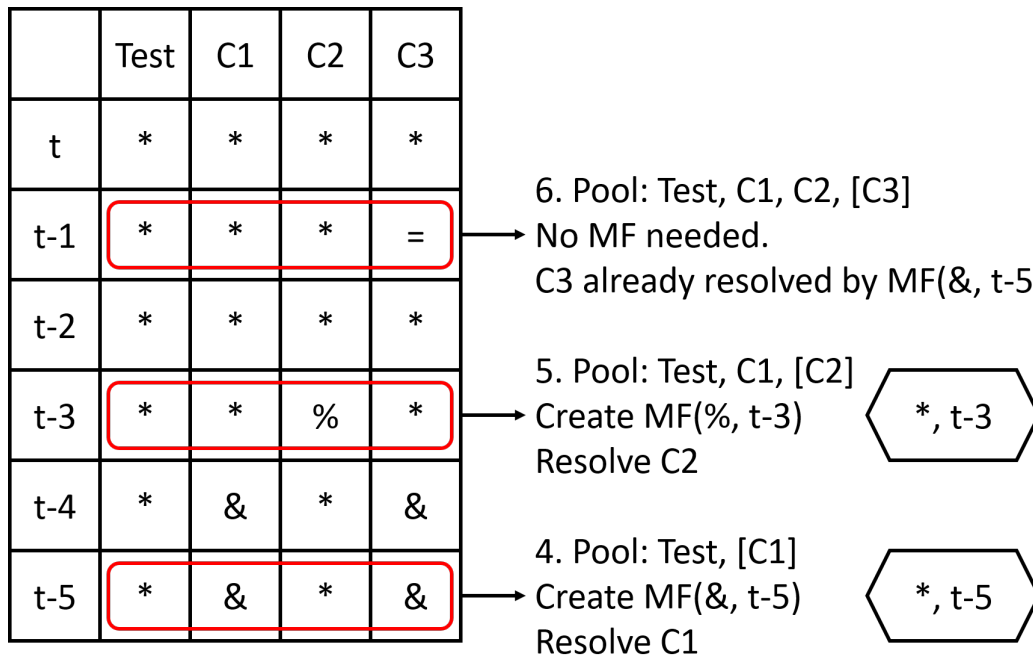 Test C1 C2 C3
t * * * *
t-1 * * * =
t-2 * * * *
t-3 * * % *
t-4 * & * &
t-5 * & * &
6. Pool: Test, C1, C2, [C3]
No MF needed.
C3 already resolved by MF(&, t-5
5. Pool: Test, C1, [C2]
Create MF(%, t-3)
Resolve C2
*, t-3
4. Pool: Test, [C1]
Create MF(&, t-5)
Resolve C1
*, t-5